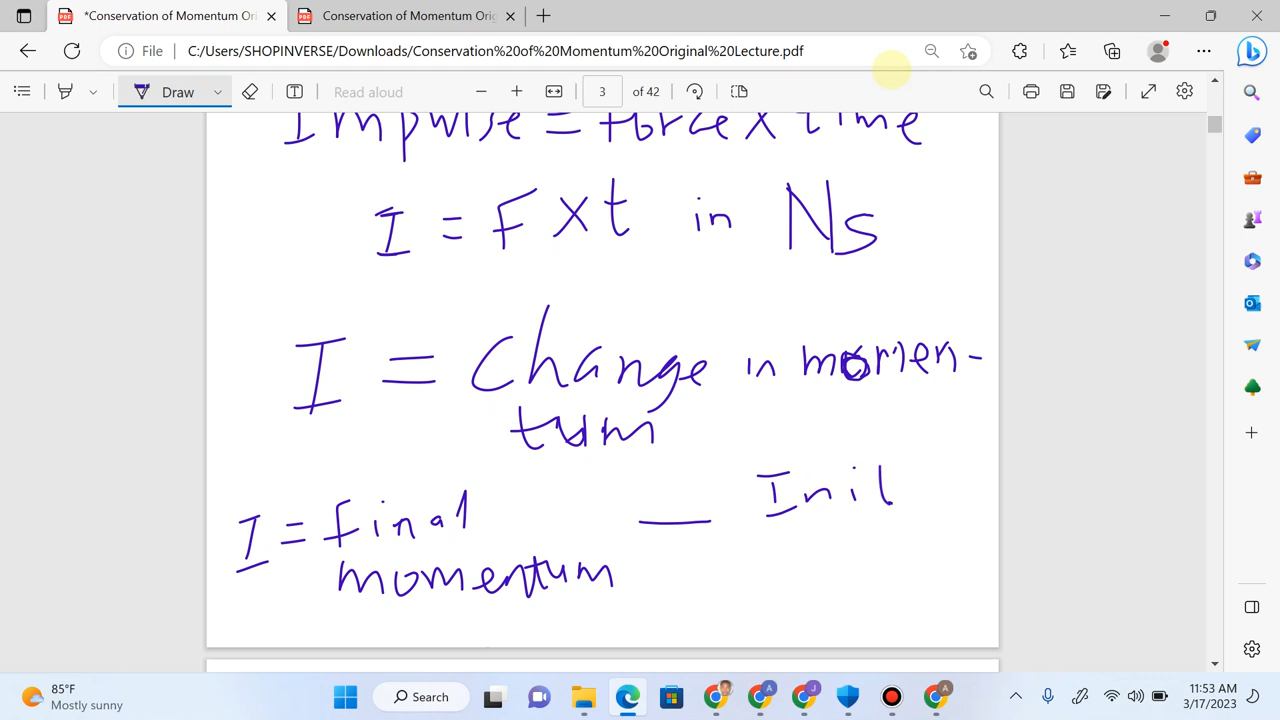 *Conservation of Momentum Ori
Conservation of Momentum Orig
File
C:/Users/SHOPINVERSE/Downloads/Conservation%20of%20Momentum%20Original%20Lecture.pdf
Draw
Read aloud
3
of 42
Impulse = force x time
I = F x t in Ns
I = Change in momen-
tum
I = final — Inil
momentum
85°F
Mostly sunny
Search
11:53 AM
3/17/2023